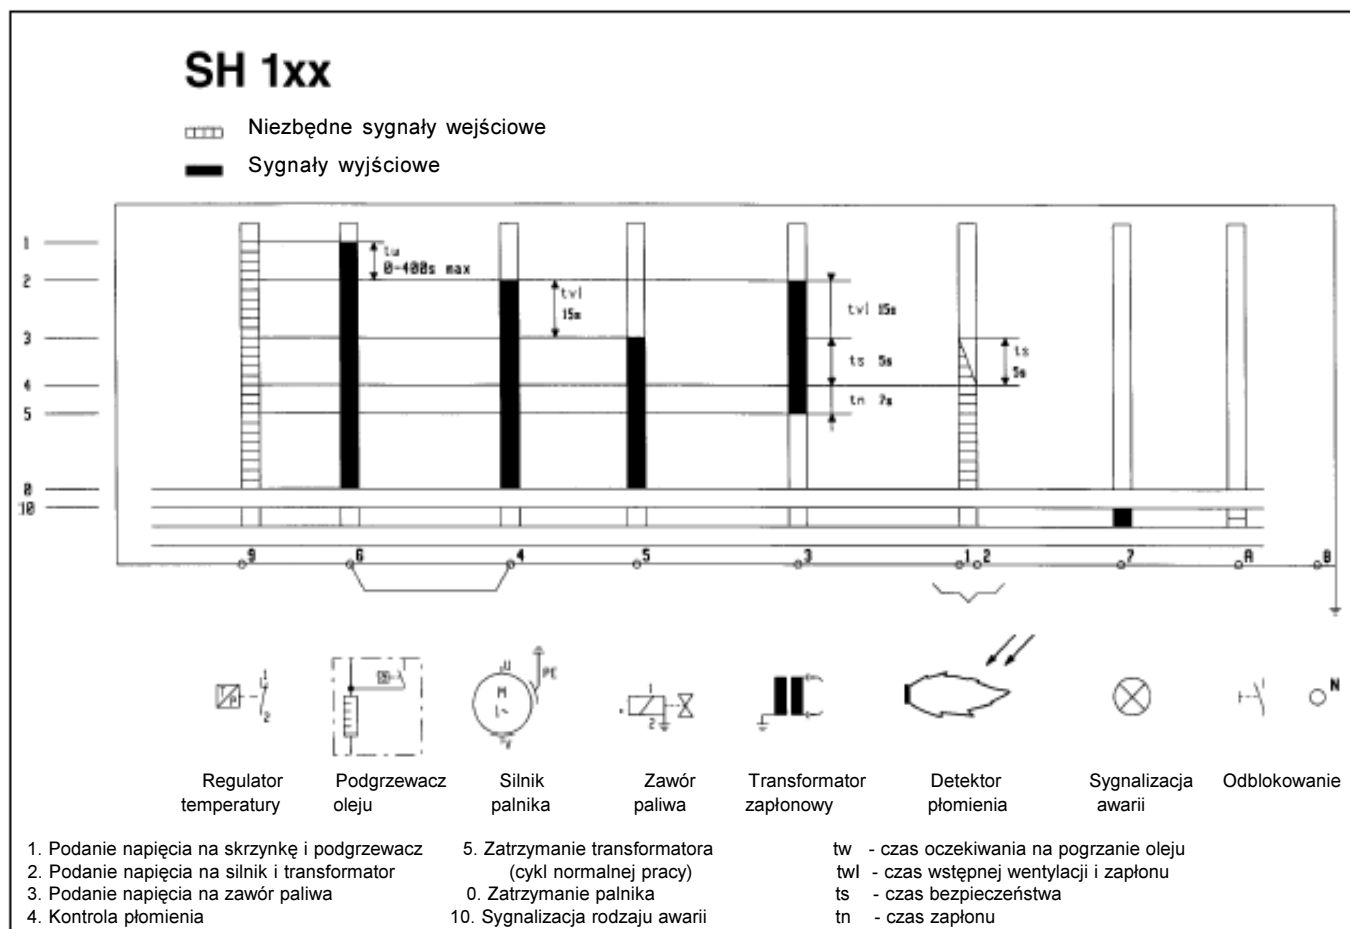 SH 1xx
Niezbędne sygnały wejściowe
Sygnały wyjściowe
1
tw
0-400s max
2
tvl
15s
tvl 15s
3
ts 5s
ts
5s
4
tn 7s
5
0
10
9 6 4 5 3 1 2 7 A B
T
P
1
2
U
M
1~
V
PE
1
2
N
Regulator temperatury
Podgrzewacz oleju
Silnik palnika
Zawór paliwa
Transformator zapłonowy
Detektor płomienia
Sygnalizacja awarii
Odblokowanie
1. Podanie napięcia na skrzynkę i podgrzewacz
2. Podanie napięcia na silnik i transformator
3. Podanie napięcia na zawór paliwa
4. Kontrola płomienia
5. Zatrzymanie transformatora
(cykl normalnej pracy)
0. Zatrzymanie palnika
10. Sygnalizacja rodzaju awarii
tw - czas oczekiwania na pogrzanie oleju
twl - czas wstępnej wentylacji i zapłonu
ts - czas bezpieczeństwa
tn - czas zapłonu